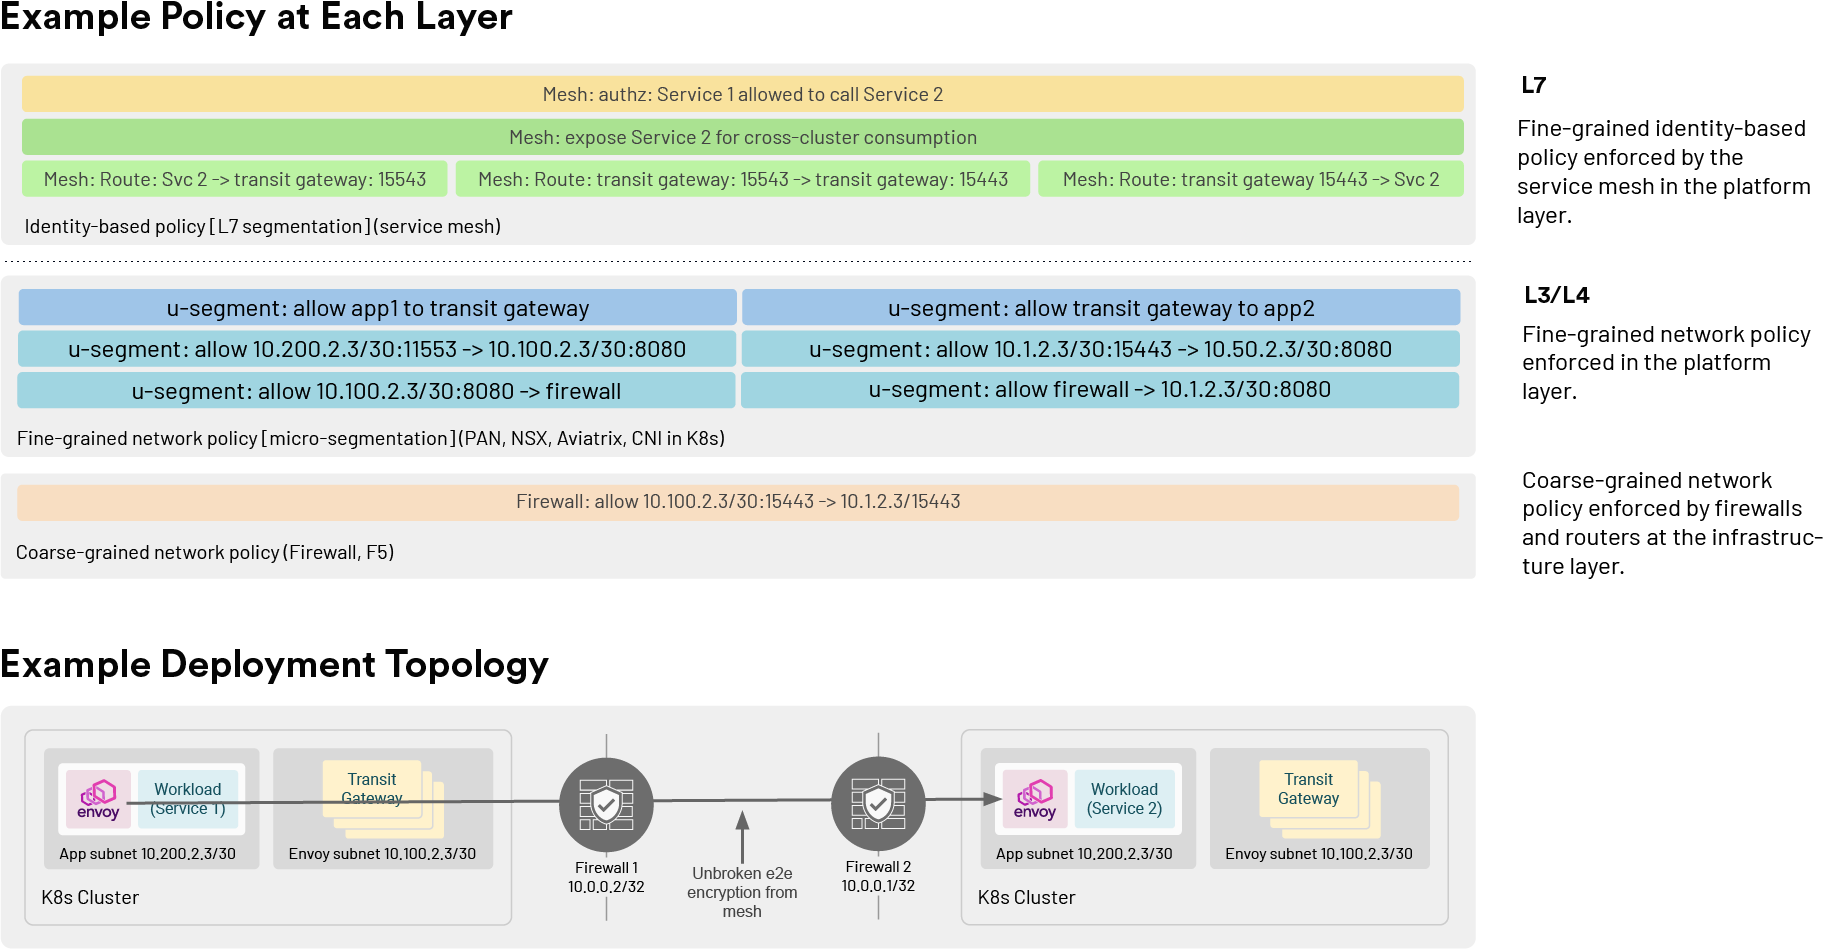 Example Policy at Each Layer
Mesh: authz: Service 1 allowed to call Service 2
Mesh: expose Service 2 for cross-cluster consumption
Mesh: Route: Svc 2 -> transit gateway: 15543
Mesh: Route: transit gateway: 15543 -> transit gateway: 15443
Mesh: Route: transit gateway 15443 -> Svc 2
Identity-based policy [L7 segmentation] (service mesh)
L7
Fine-grained identity-based
policy enforced by the
service mesh in the platform
layer.
u-segment: allow app1 to transit gateway
u-segment: allow transit gateway to app2
u-segment: allow 10.200.2.3/30:11553 -> 10.100.2.3/30:8080
u-segment: allow 10.1.2.3/30:15443 -> 10.50.2.3/30:8080
u-segment: allow 10.100.2.3/30:8080 -> firewall
u-segment: allow firewall -> 10.1.2.3/30:8080
Fine-grained network policy [micro-segmentation] (PAN, NSX, Aviatrix, CNI in K8s)
L3/L4
Fine-grained network policy
enforced in the platform
layer.
Firewall: allow 10.100.2.3/30:15443 -> 10.1.2.3/15443
Coarse-grained network policy (Firewall, F5)
Coarse-grained network
policy enforced by firewalls
and routers at the infrastruc-
ture layer.
Example Deployment Topology
envoy
Workload
(Service 1)
App subnet 10.200.2.3/30
Transit
Gateway
Envoy subnet 10.100.2.3/30
K8s Cluster
Firewall 1
10.0.0.2/32
Unbroken e2e
encryption from
mesh
Firewall 2
10.0.0.1/32
envoy
Workload
(Service 2)
App subnet 10.200.2.3/30
Transit
Gateway
Envoy subnet 10.100.2.3/30
K8s Cluster